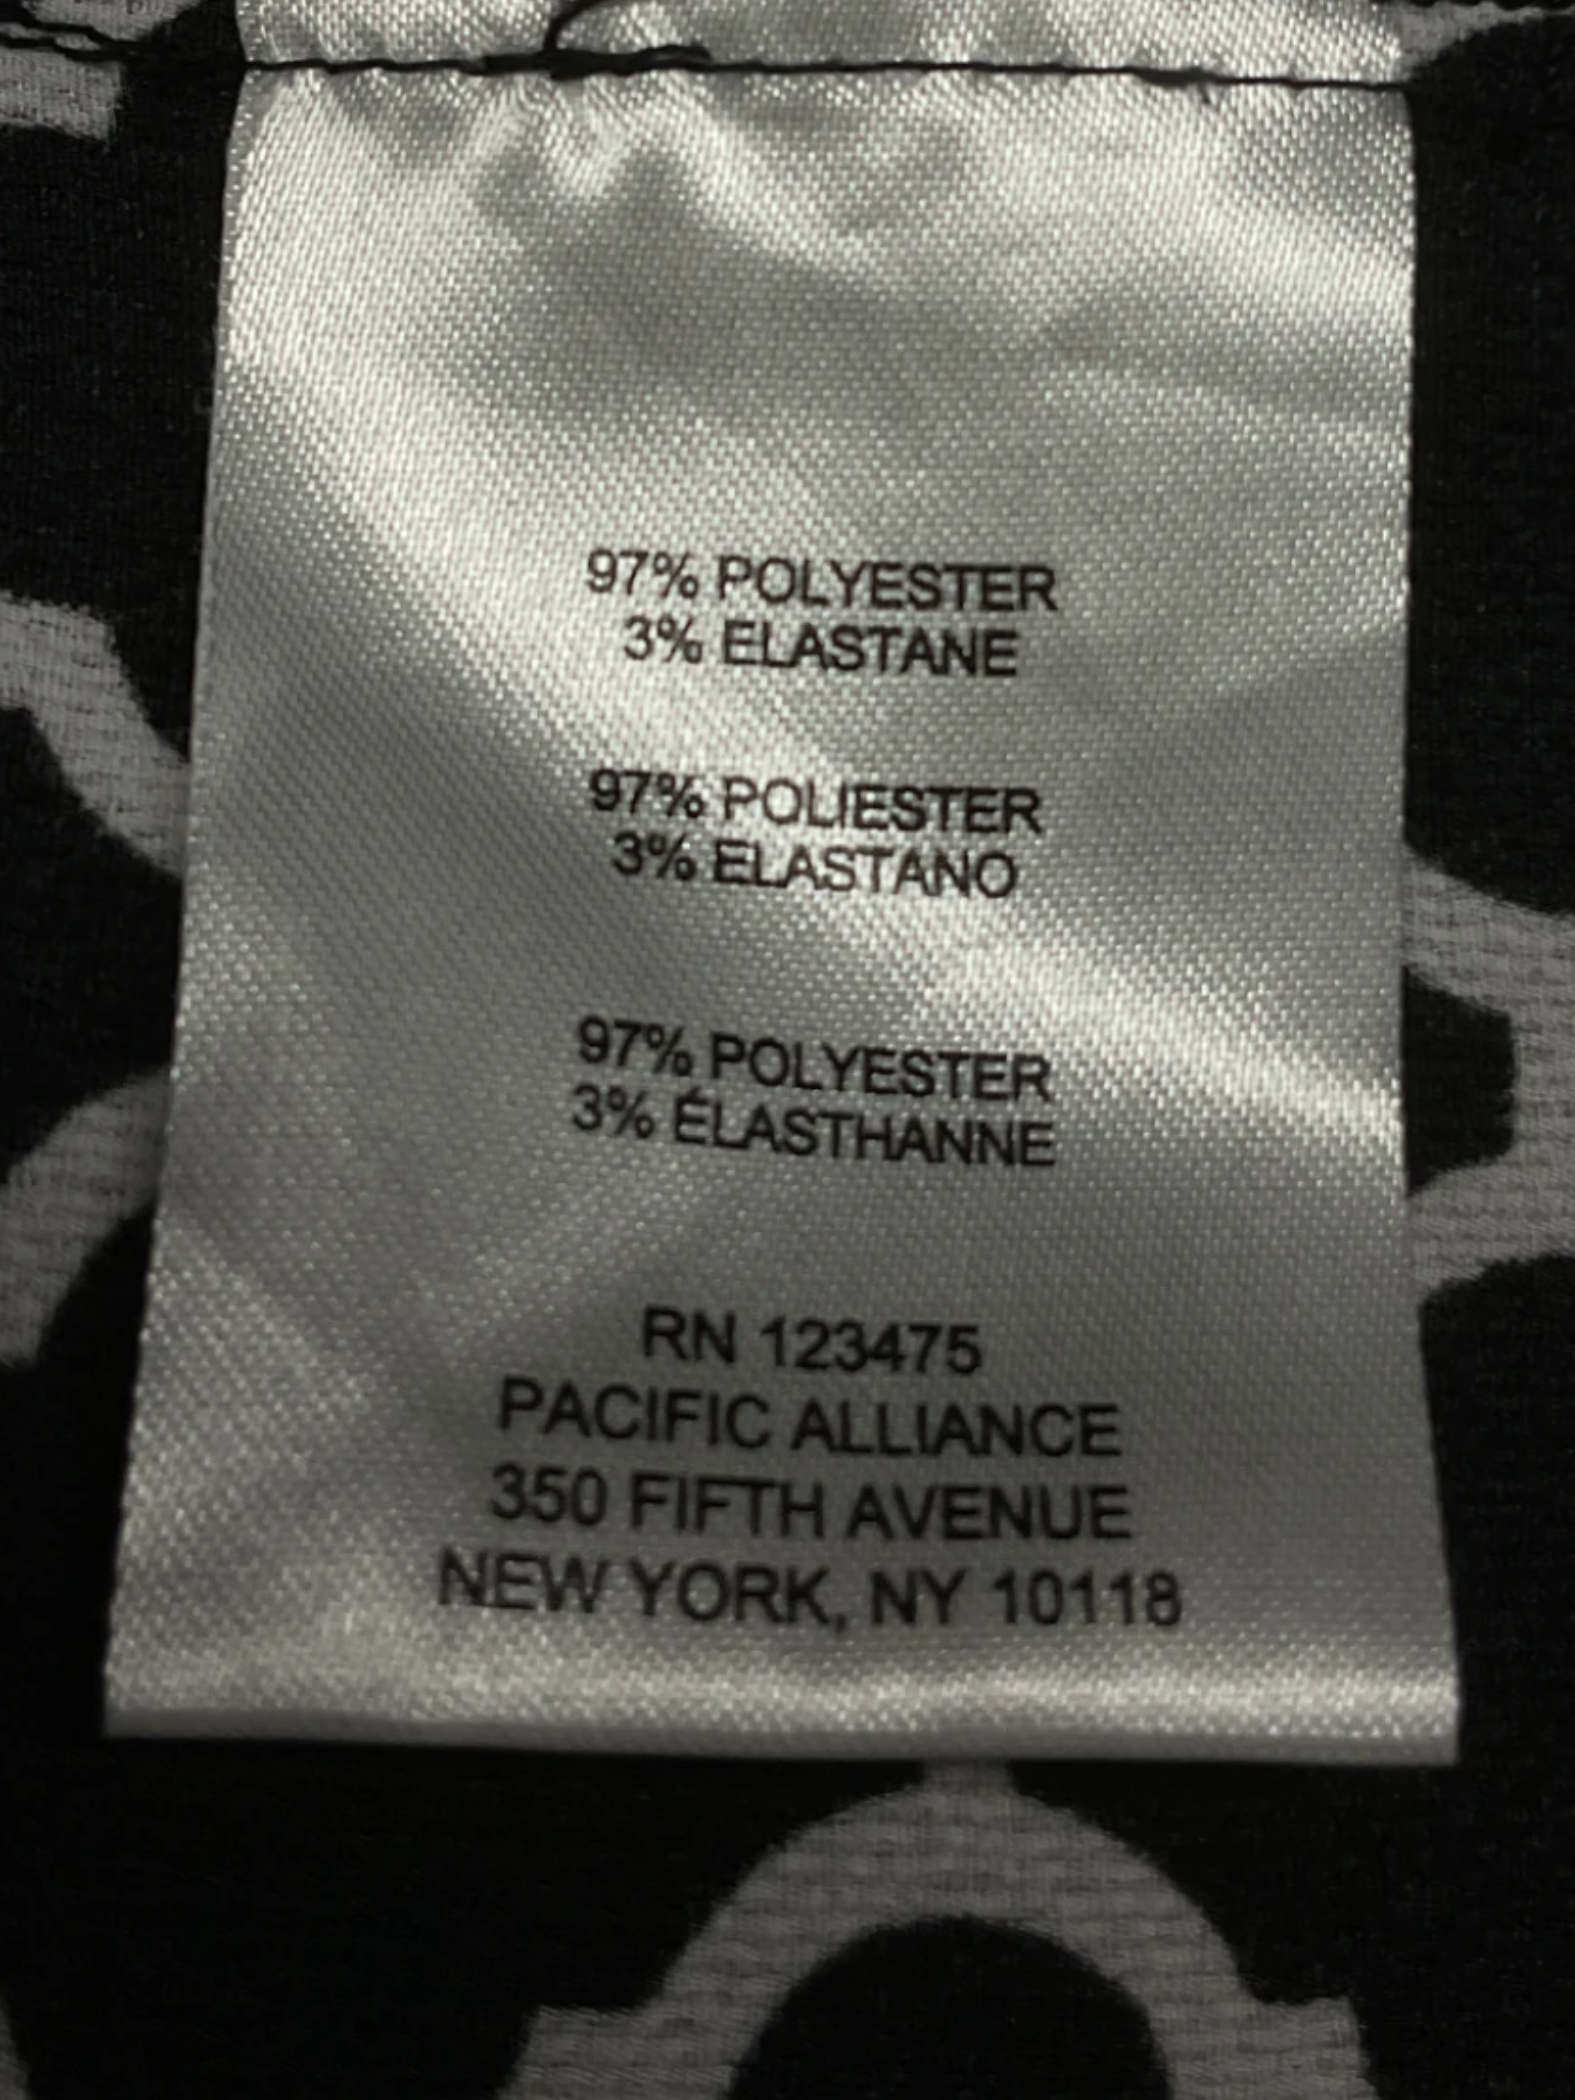 97% POLYESTER
3% ELASTANE
97% POLIESTER
3% ELASTANO
97% POLYESTER
3% ÉLASTHANNE
RN 123475
PACIFIC ALLIANCE
350 FIFTH AVENUE
NEW YORK, NY 10118